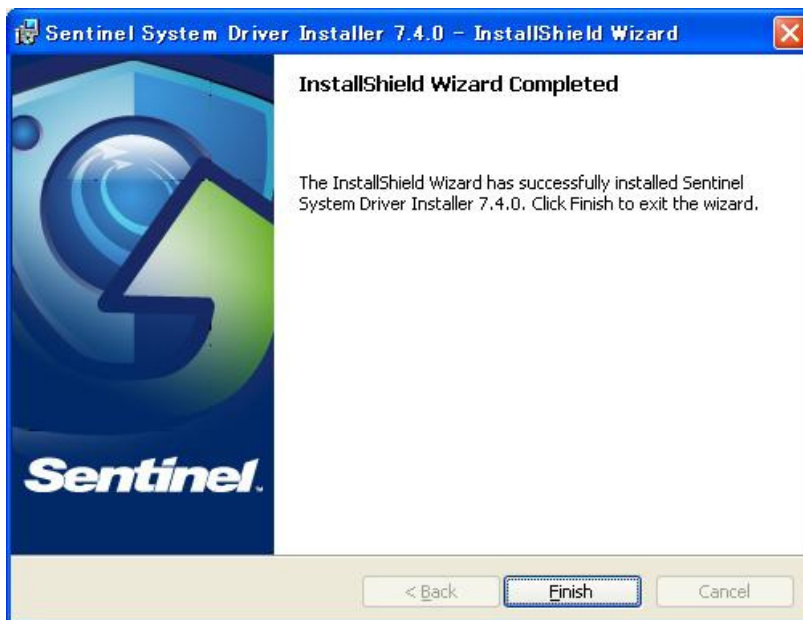 Sentinel System Driver Installer 7.4.0 - InstallShield Wizard
InstallShield Wizard Completed
The InstallShield Wizard has successfully installed Sentinel
System Driver Installer 7.4.0. Click Finish to exit the wizard.
Sentinel™
< Back
Finish
Cancel